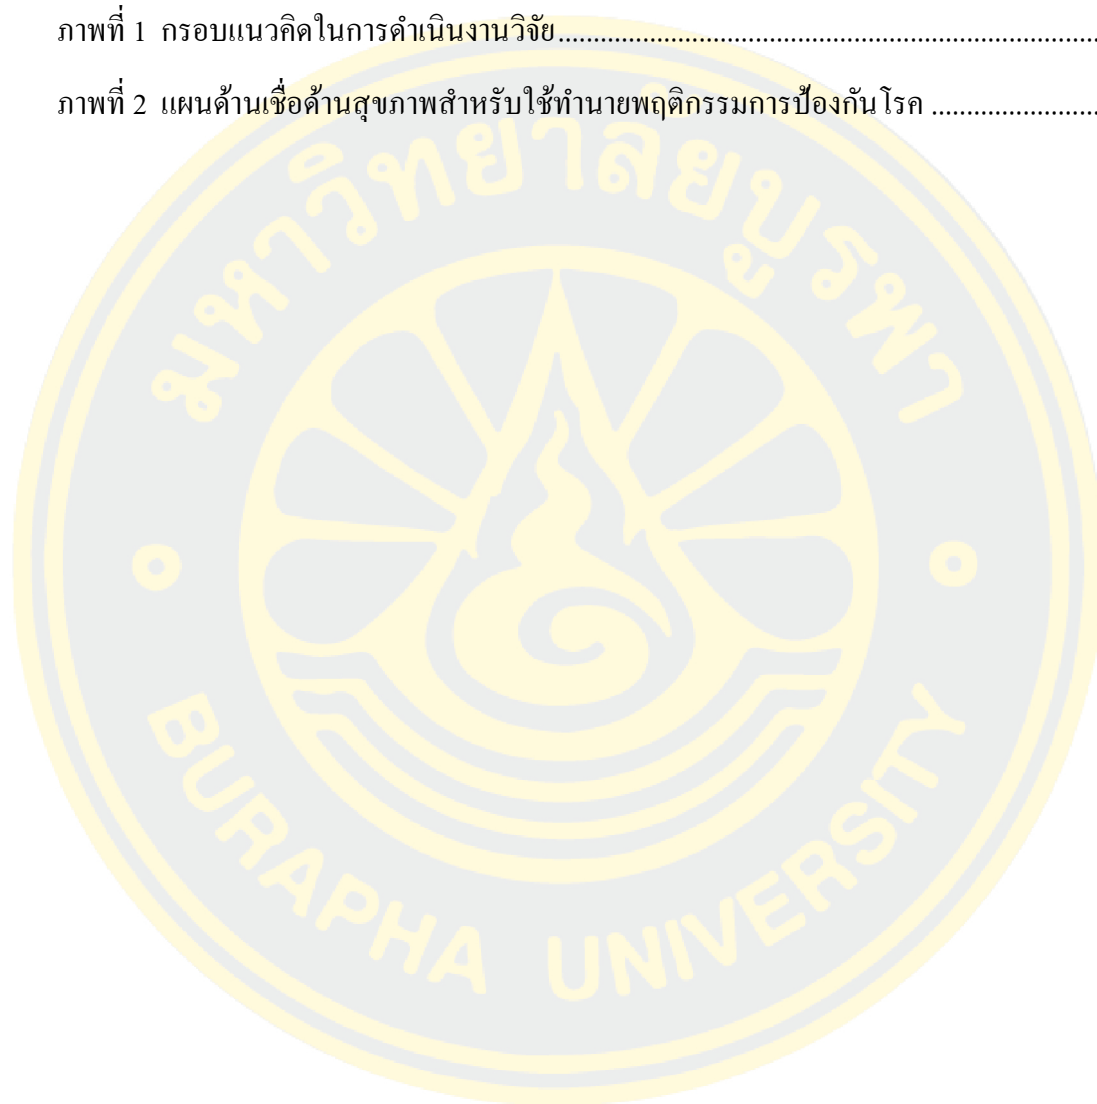 ภาพที่ 1 กรอบแนวคิดในการดำเนินงานวิจัย................................................................................
ภาพที่ 2 แผนด้านเชื่อด้านสุขภาพสำหรับใช้ทำนายพฤติกรรมการป้องกันโรค ........................
มหาวิทยาลัยบูรพา
BURAPHA UNIVERSITY